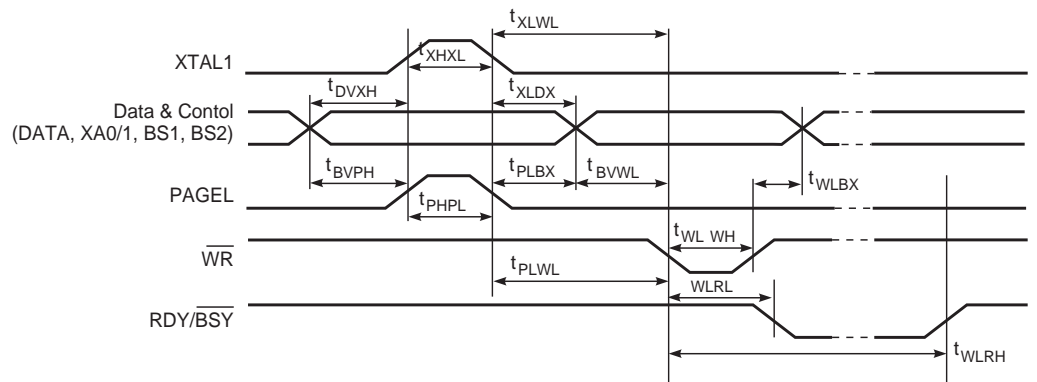 tXLWL
XTAL1
tXHXL
tDVXH
tXLDX
Data & Contol
(DATA, XA0/1, BS1, BS2)
tBVPH
tPLBX
tBVWL
tWLBX
PAGEL
tPHPL
tWL WH
WR
tPLWL
WLRL
RDY/BSY
tWLRH